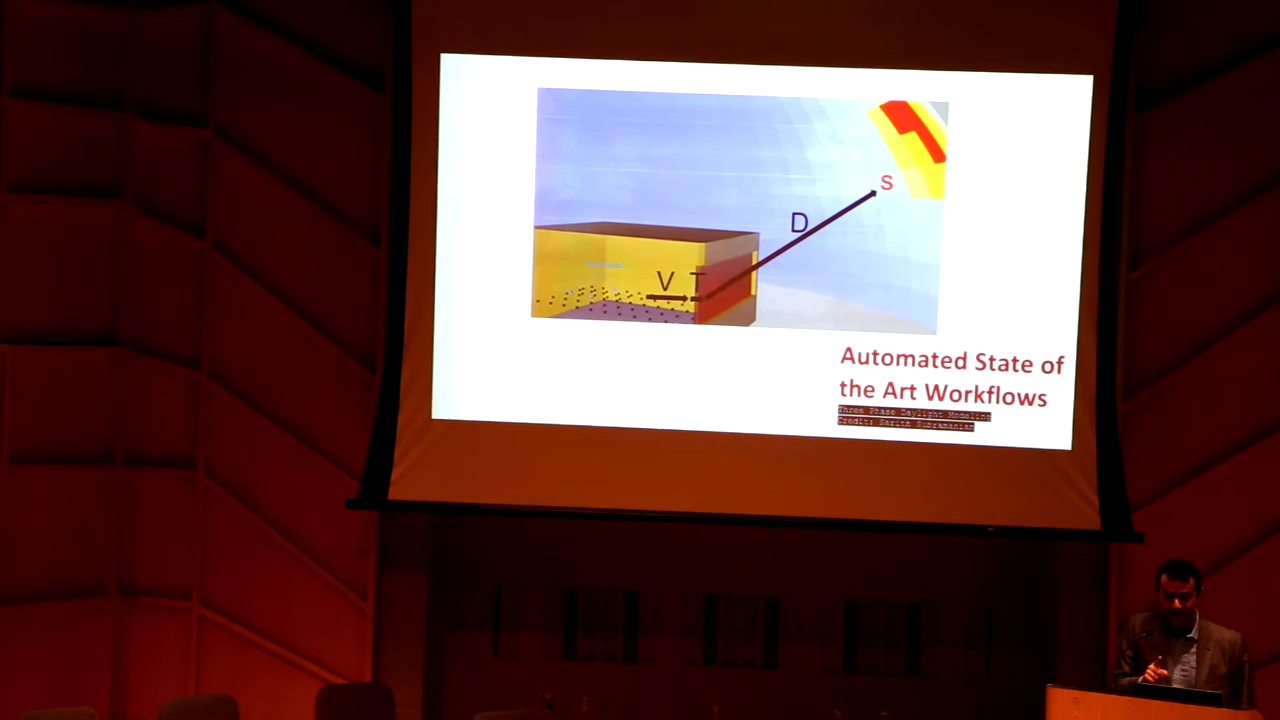 S
D
V T
Automated State of
the Art Workflows
Three Phase Daylight Modeling
Credit: Sarith Subramaniam